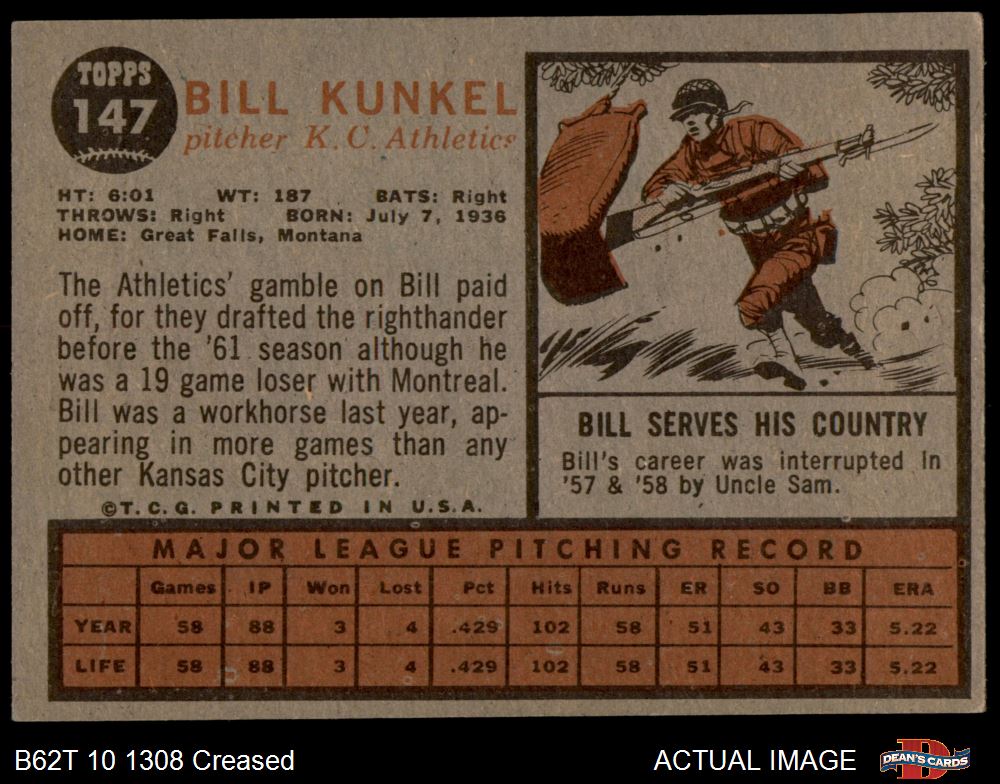 TOPPS
147
BILL KUNKEL
pitcher K. C. Athletics
HT: 6:01 WT: 187 BATS: Right
THROWS: Right BORN: July 7, 1936
HOME: Great Falls, Montana
The Athletics' gamble on Bill paid
off, for they drafted the righthander
before the '61 season although he
was a 19 game loser with Montreal.
Bill was a workhorse last year, ap-
pearing in more games than any
other Kansas City pitcher.
©T. C. G. PRINTED IN U.S.A.
BILL SERVES HIS COUNTRY
Bill's career was interrupted in
'57 & '58 by Uncle Sam.
MAJOR LEAGUE PITCHING RECORD
Games IP Won Lost Pct Hits Runs ER SO BB ERA
YEAR 58 88 3 4 .429 102 58 51 43 33 5.22
LIFE 58 88 3 4 .429 102 58 51 43 33 5.22
B62T 10 1308 Creased ACTUAL IMAGE DEAN'S CARDS